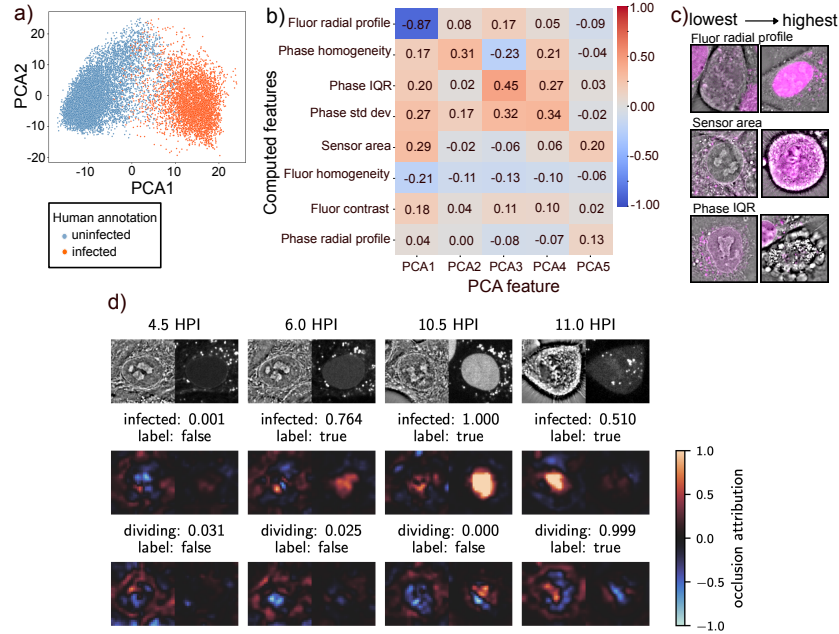 a)
PCA2
20
10
0
-10
-20
-10 0 10 20
PCA1
Human annotation
uninfected
infected
b)
Computed features
Fluor radial profile -0.87 0.08 0.17 0.05 -0.09
Phase homogeneity 0.17 0.31 -0.23 0.21 -0.04
Phase IQR 0.20 0.02 0.45 0.27 0.03
Phase std dev 0.27 0.17 0.32 0.34 -0.02
Sensor area 0.29 -0.02 -0.06 0.06 0.20
Fluor homogeneity -0.21 -0.11 -0.13 -0.10 -0.06
Fluor contrast 0.18 0.04 0.11 0.10 0.02
Phase radial profile 0.04 0.00 -0.08 -0.07 0.13
PCA1 PCA2 PCA3 PCA4 PCA5
PCA feature
1.00
0.50
0.00
-0.50
-1.00
c)
lowest → highest
Fluor radial profile
Sensor area
Phase IQR
d)
4.5 HPI 6.0 HPI 10.5 HPI 11.0 HPI
infected: 0.001 infected: 0.764 infected: 1.000 infected: 0.510
label: false label: true label: true label: true
dividing: 0.031 dividing: 0.025 dividing: 0.000 dividing: 0.999
label: false label: false label: false label: true
1.0
0.5
0.0
−0.5
−1.0
occlusion attribution